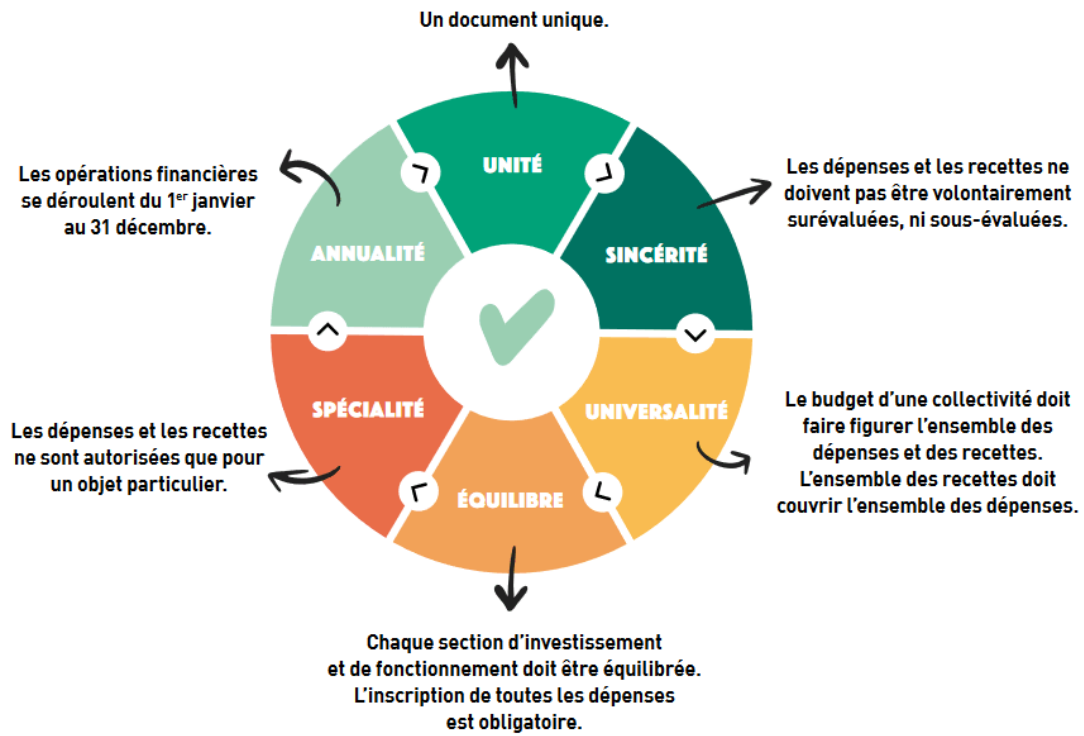 Un document unique.
UNITÉ
Les dépenses et les recettes ne
doivent pas être volontairement
surévaluées, ni sous-évaluées.
SINCÉRITÉ
Le budget d'une collectivité doit
faire figurer l'ensemble des
dépenses et des recettes.
L'ensemble des recettes doit
couvrir l'ensemble des dépenses.
UNIVERSALITÉ
ÉQUILIBRE
Chaque section d'investissement
et de fonctionnement doit être équilibrée.
L'inscription de toutes les dépenses
est obligatoire.
SPÉCIALITÉ
Les dépenses et les recettes
ne sont autorisées que pour
un objet particulier.
ANNUALITÉ
Les opérations financières
se déroulent du 1er janvier
au 31 décembre.